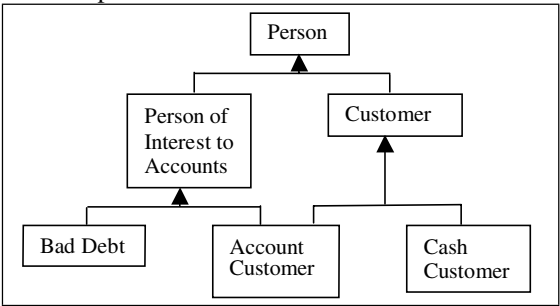 Person
Person of
Interest to
Accounts
Customer
Bad Debt
Account
Customer
Cash
Customer